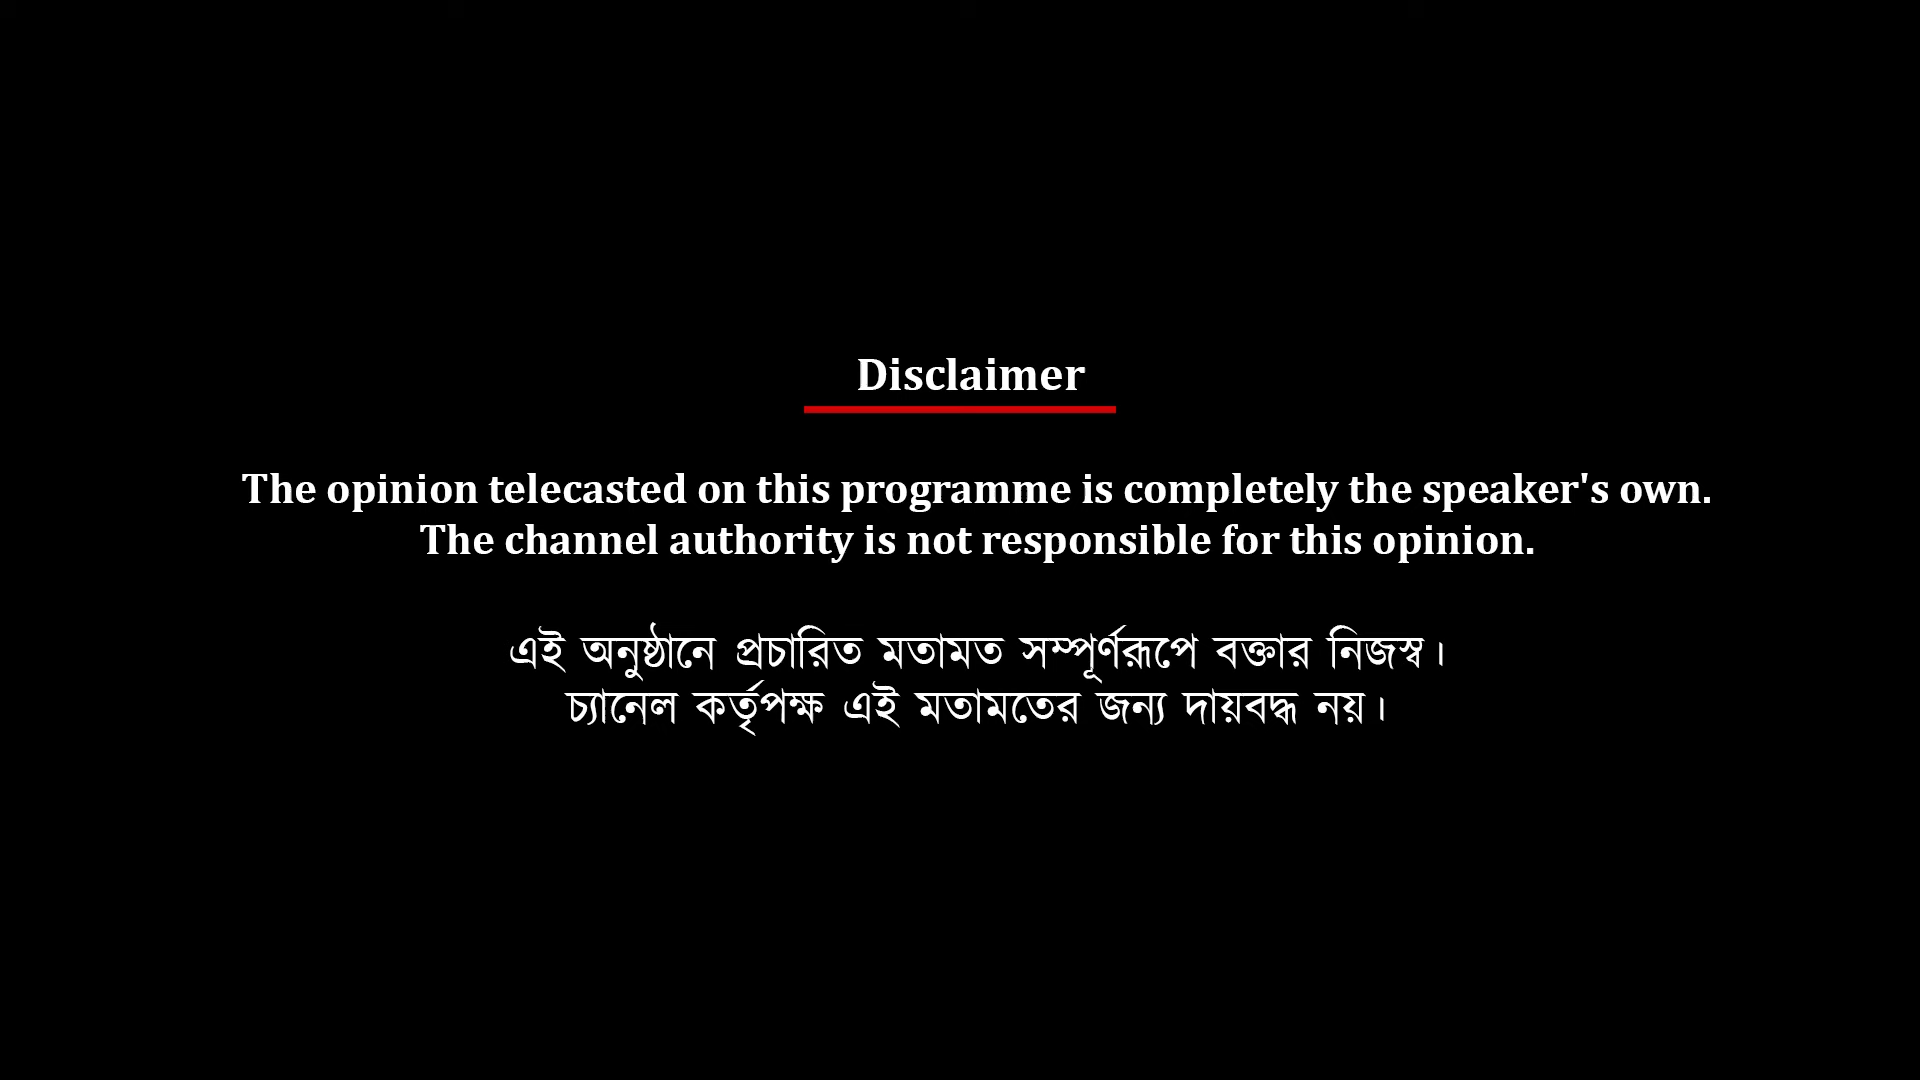 Disclaimer
The opinion telecasted on this programme is completely the speaker's own.
The channel authority is not responsible for this opinion.
এই অনুষ্ঠানে প্রচারিত মতামত সম্পূর্ণরূপে বক্তার নিজস্ব।
চ্যানেল কর্তৃপক্ষ এই মতামতের জন্য দায়বদ্ধ নয়।